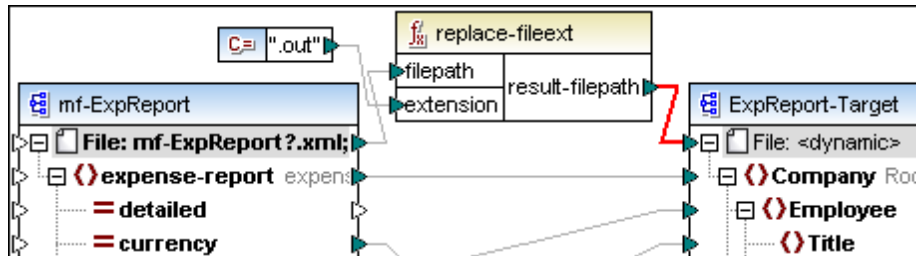 C= ".out"
fx replace-fileext
filepath
extension
result-filepath
mf-ExpReport
File: mf-ExpReport?.xml;
expense-report expens
detailed
currency
ExpReport-Target
File: <dynamic>
Company Roo
Employee
Title